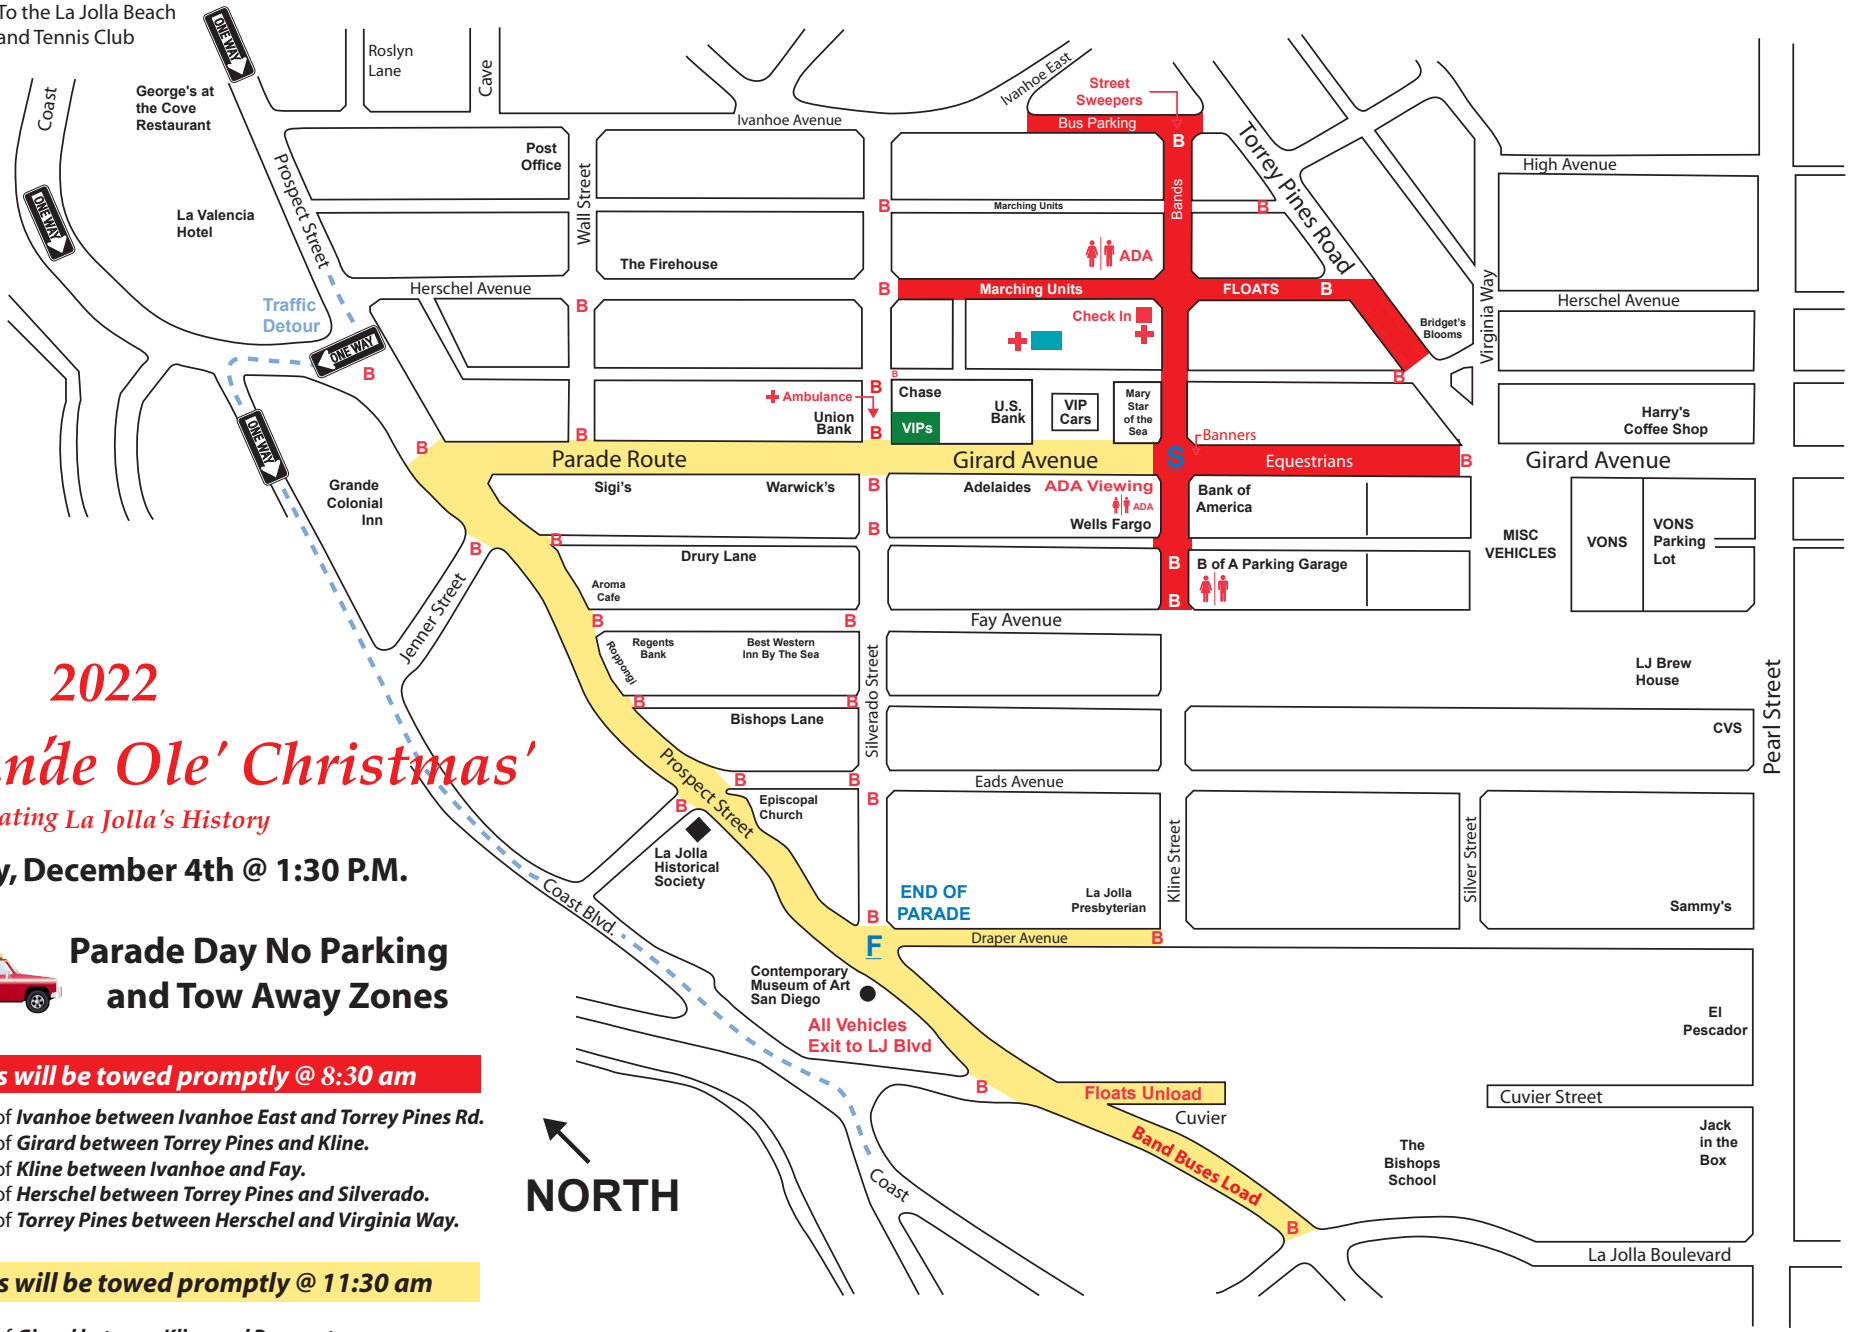 To the La Jolla Beach
and Tennis Club
ONE WAY
Roslyn
Lane
Cave
Coast
George's at
the Cove
Restaurant
Ivanhoe East
Street
Sweepers
Bus Parking
Ivanhoe Avenue
B
Torrey Pines Road
High Avenue
Post
Office
Prospect Street
Wall Street
Bands
ONE WAY
La Valencia
Hotel
B
Marching Units
B
ADA
The Firehouse
Virginia Way
Herschel Avenue
B
Marching Units
FLOATS
B
Herschel Avenue
Traffic
Detour
B
Check In
Bridget's
Blooms
ONE WAY
B
B
B
B
Ambulance
Union
Bank
B
Chase
VIPs
U.S.
Bank
VIP
Cars
Mary
Star
of the
Sea
Harry's
Coffee Shop
ONE WAY
B
B
Banners
Parade Route
Girard Avenue
S
Equestrians
B
Girard Avenue
Grande
Colonial
Inn
Sigi's
Warwick's
B
Adelaides
ADA Viewing
ADA
Wells Fargo
Bank of
America
B
MISC
VEHICLES
VONS
VONS
Parking
Lot
B
B
Drury Lane
B
B of A Parking Garage
Aroma
Cafe
B
Jenner Street
B
B
Fay Avenue
Roppongi
Regents
Bank
Best Western
Inn By The Sea
Silverado Street
LJ Brew
House
Pearl Street
2022
B
B
Bishops Lane
CVS
nde Ole' Christmas'
Prospect Street
B
B
Eads Avenue
B
Episcopal
Church
B
ating La Jolla's History
La Jolla
Historical
Society
Kline Street
Silver Street
y, December 4th @ 1:30 P.M.
Coast Blvd.
END OF
PARADE
B
La Jolla
Presbyterian
Sammy's
F
Draper Avenue
B
Parade Day No Parking
and Tow Away Zones
Contemporary
Museum of Art
San Diego
All Vehicles
Exit to LJ Blvd
El
Pescador
s will be towed promptly @ 8:30 am
B
Floats Unload
Cuvier
Cuvier Street
of Ivanhoe between Ivanhoe East and Torrey Pines Rd.
of Girard between Torrey Pines and Kline.
of Kline between Ivanhoe and Fay.
of Herschel between Torrey Pines and Silverado.
of Torrey Pines between Herschel and Virginia Way.
NORTH
Coast
Band Buses Load
The
Bishops
School
Jack
in the
Box
B
La Jolla Boulevard
s will be towed promptly @ 11:30 am